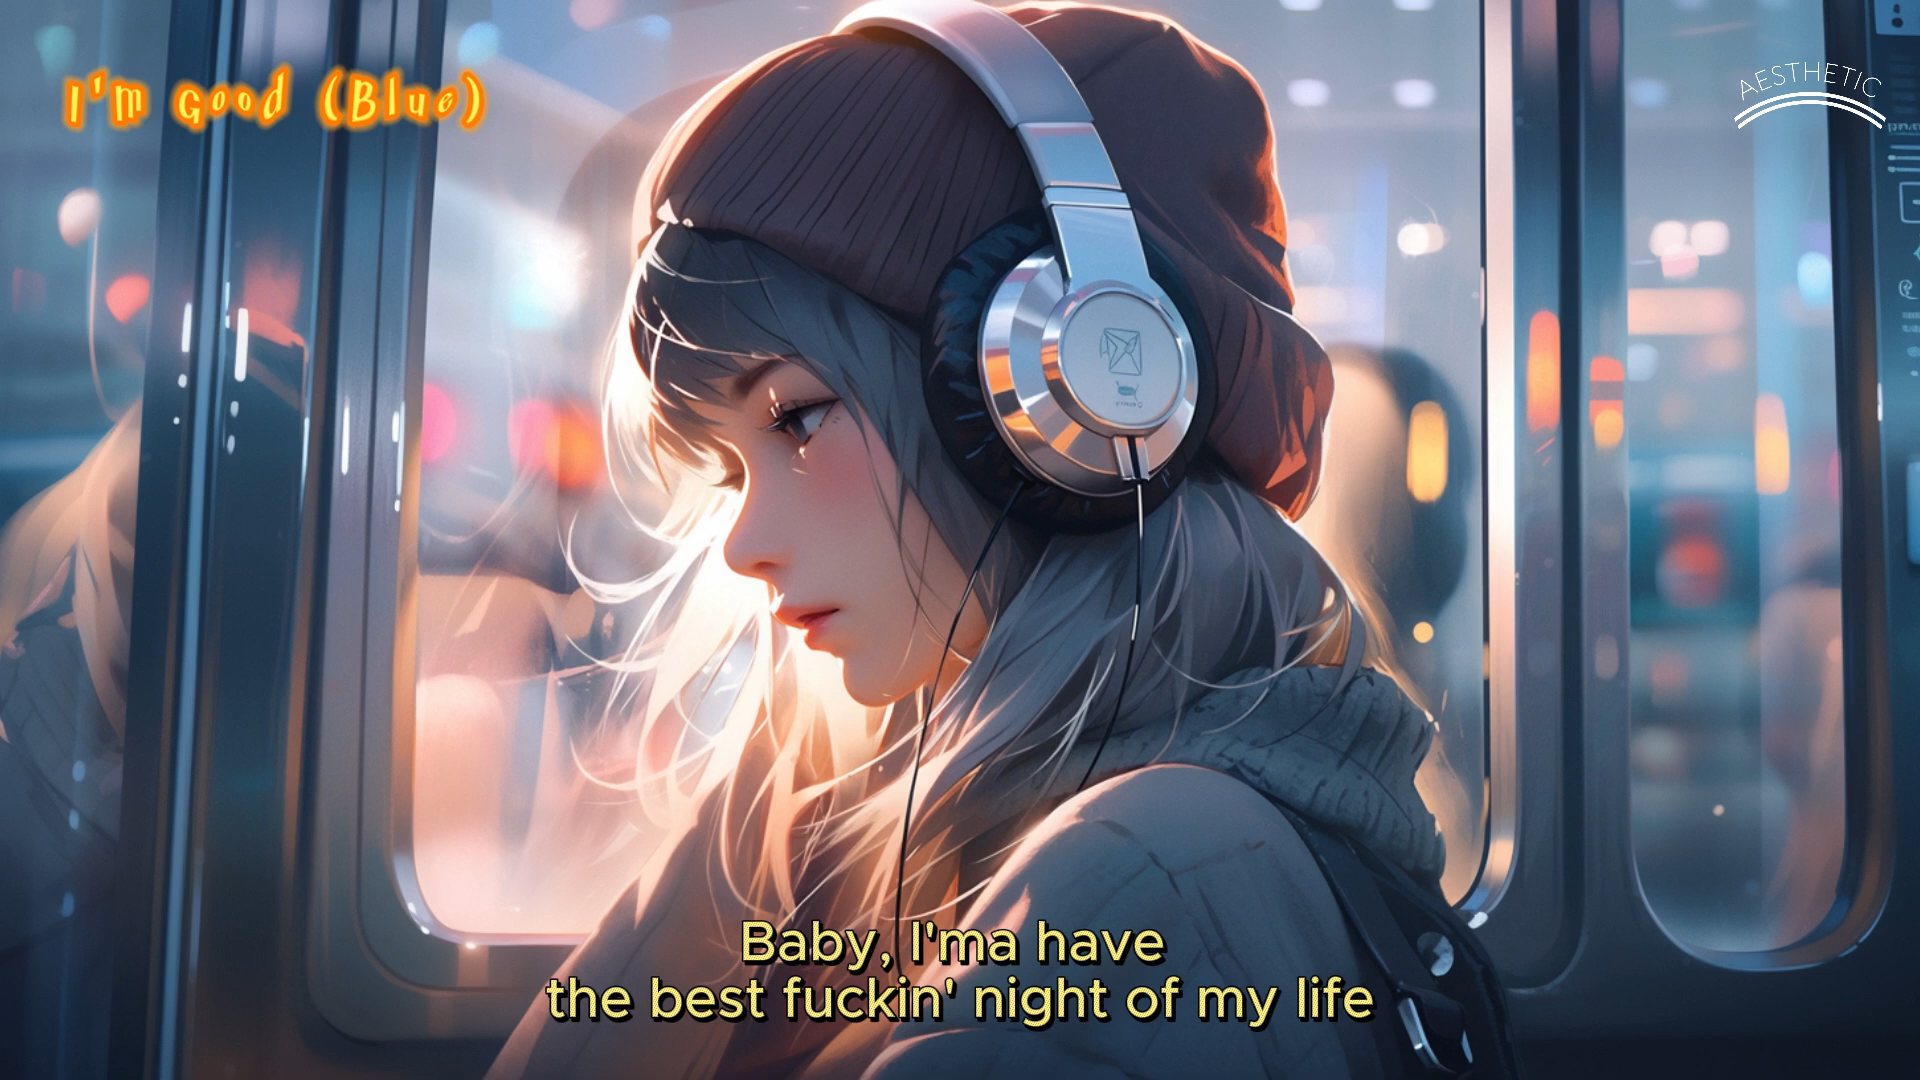 I'm Good (Blue)
AESTHETIC
Baby, I'ma have
the best fuckin' night of my life